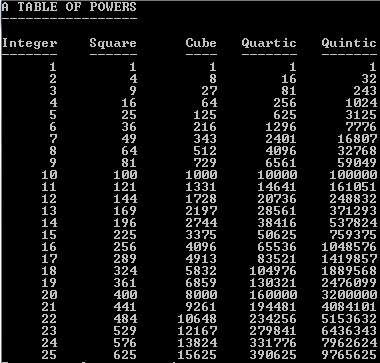 A TABLE OF POWERS
Integer Square Cube Quartic Quintic
1 1 1 1 1
2 4 8 16 32
3 9 27 81 243
4 16 64 256 1024
5 25 125 625 3125
6 36 216 1296 7776
7 49 343 2401 16807
8 64 512 4096 32768
9 81 729 6561 59049
10 100 1000 10000 100000
11 121 1331 14641 161051
12 144 1728 20736 248832
13 169 2197 28561 371293
14 196 2744 38416 537824
15 225 3375 50625 759375
16 256 4096 65536 1048576
17 289 4913 83521 1419857
18 324 5832 104976 1889568
19 361 6859 130321 2476099
20 400 8000 160000 3200000
21 441 9261 194481 4084101
22 484 10648 234256 5153632
23 529 12167 279841 6436343
24 576 13824 331776 7962624
25 625 15625 390625 9765625